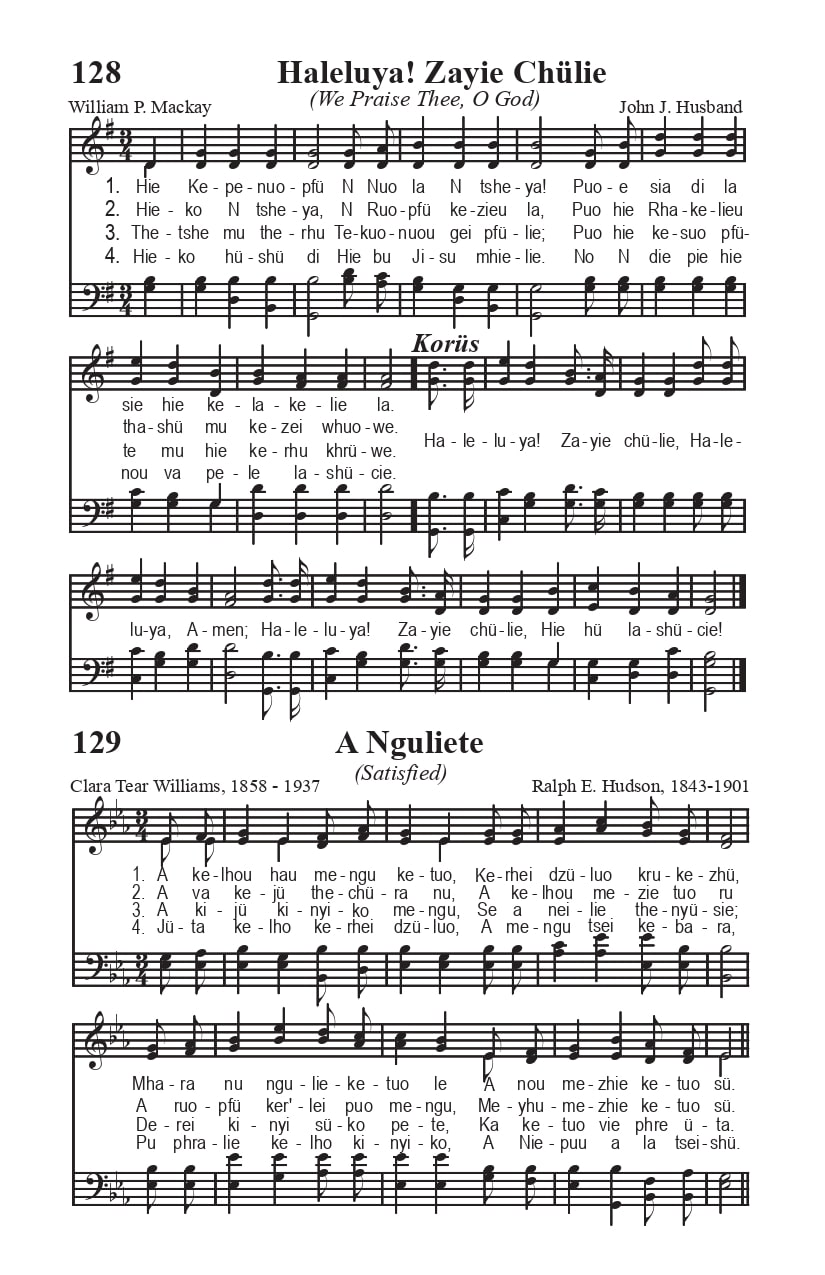 128 Haleluya! Zayie Chülie
(We Praise Thee, O God)
William P. Mackay John J. Husband
1. Hie Ke - pe - nuo - pfü N Nuo la N tshe - ya! Puo - e sia di la
2. Hie - ko N tshe - ya, N Ruo - pfü ke - zieu la, Puo hie Rha - ke - lieu
3. The - tshe mu the - rhu Te - kuo - nuou gei pfü - lie; Puo hie ke - suo pfü -
4. Hie - ko hü - shü di Hie bu Ji - su mhie - lie. No N die pie hie
Korüs
sie hie ke - la - ke - lie la.
tha - shü mu ke - zei whuo - we.
te mu hie ke - rhu khrü - we.
nou va pe - le la - shü - cie.
Ha - le - lu - ya! Za - yie chü - lie, Ha - le -
lu - ya, A - men; Ha - le - lu - ya! Za - yie chü - lie, Hie hü la - shü - cie!
129 A Nguliete
(Satisfied)
Clara Tear Williams, 1858 - 1937 Ralph E. Hudson, 1843-1901
1. A ke - lhou hau me - ngu ke - tuo, Ke - rhei dzü - luo kru - ke - zhü,
2. A va ke - jü the - chü - ra nu, A ke - lhou me - zie tuo ru
3. A ki - jü ki - nyi - ko me - ngu, Se a nei - lie the - nyü - sie;
4. Jü - ta ke - lho ke - rhei dzü - luo, A me - ngu tsei ke - ba - ra,
Mha - ra nu ngu - lie - ke - tuo le A nou me - zhie ke - tuo sü.
A ruo - pfü ker' - lei puo me - ngu, Me - yhu - me - zhie ke - tuo sü.
De - rei ki - nyi sü - ko pe - te, Ka ke - tuo vie phre ü - ta.
Pu phra - lie ke - lho ki - nyi - ko, A Nie - puu a la tsei - shü.